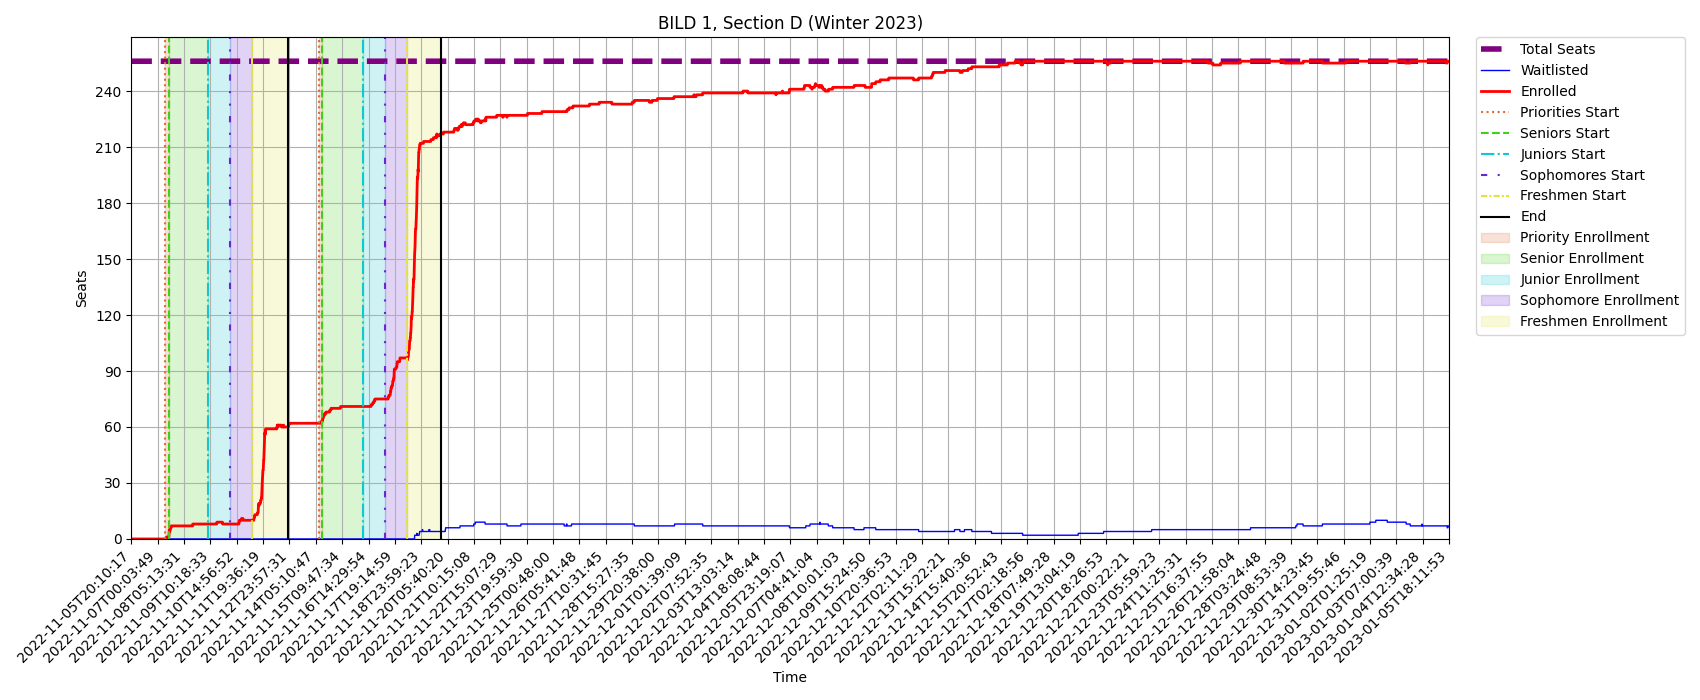 BILD 1, Section D (Winter 2023)
Seats
240
210
180
150
120
90
60
30
0
2022-11-05T20:10:17
2022-11-07T00:03:49
2022-11-08T05:13:31
2022-11-09T10:18:33
2022-11-10T14:56:52
2022-11-11T19:36:19
2022-11-12T23:57:31
2022-11-14T05:10:47
2022-11-15T09:47:34
2022-11-16T14:29:54
2022-11-17T19:14:59
2022-11-18T23:59:23
2022-11-20T05:40:20
2022-11-21T10:15:08
2022-11-22T15:07:29
2022-11-23T19:59:30
2022-11-25T00:48:00
2022-11-26T05:41:48
2022-11-27T10:31:45
2022-11-28T15:27:35
2022-11-29T20:38:00
2022-12-01T01:39:09
2022-12-02T07:52:35
2022-12-03T13:03:14
2022-12-04T18:08:44
2022-12-05T23:19:07
2022-12-07T04:41:04
2022-12-08T10:01:03
2022-12-09T15:24:50
2022-12-10T20:36:53
2022-12-12T02:11:29
2022-12-13T15:22:21
2022-12-14T15:40:36
2022-12-15T20:52:43
2022-12-17T02:18:56
2022-12-18T07:49:28
2022-12-19T13:04:19
2022-12-20T18:26:53
2022-12-22T00:22:21
2022-12-23T05:59:23
2022-12-24T11:25:31
2022-12-25T16:37:55
2022-12-26T21:58:04
2022-12-28T03:24:48
2022-12-29T08:53:39
2022-12-30T14:23:45
2022-12-31T19:55:46
2023-01-02T01:25:19
2023-01-03T07:00:39
2023-01-04T12:34:28
2023-01-05T18:11:53
Time
Total Seats
Waitlisted
Enrolled
Priorities Start
Seniors Start
Juniors Start
Sophomores Start
Freshmen Start
End
Priority Enrollment
Senior Enrollment
Junior Enrollment
Sophomore Enrollment
Freshmen Enrollment